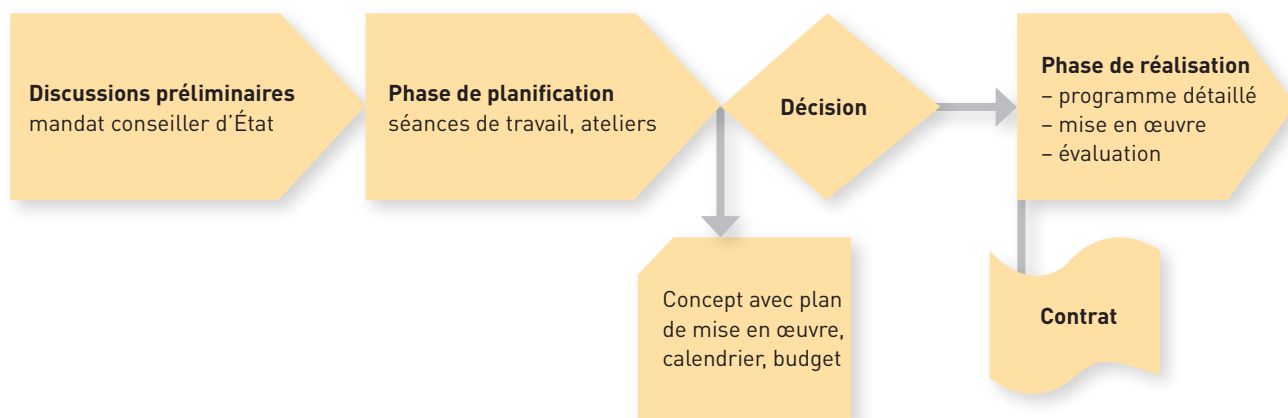 Discussions préliminaires
mandat conseiller d’État
Phase de planification
séances de travail, ateliers
Décision
Phase de réalisation
– programme détaillé
– mise en œuvre
– évaluation
Concept avec plan
de mise en œuvre,
calendrier, budget
Contrat